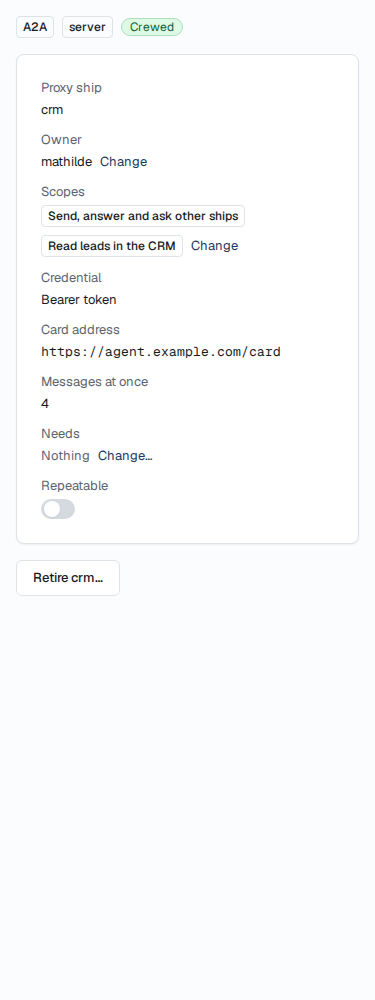 A2A server Crewed
Proxy ship
crm
Owner
mathilde Change
Scopes
Send, answer and ask other ships
Read leads in the CRM Change
Credential
Bearer token
Card address
https://agent.example.com/card
Messages at once
4
Needs
Nothing Change…
Repeatable
Retire crm…